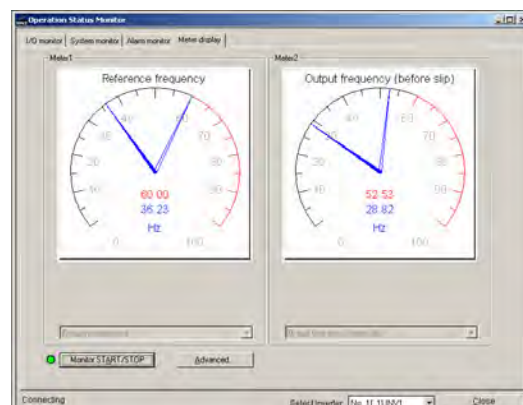 Operation Status Monitor
I/O monitor System monitor Alarm monitor Meter display
Meter1
Reference frequency
0 10 20 30 40 60 70 80 90 100
60.00
36.23
Hz
Meter2
Output frequency (before slip)
0 10 20 30 40 60 70 80 90 100
52.53
28.82
Hz
Monitor START/STOP
Advanced...
Connecting
Select inverter
Close